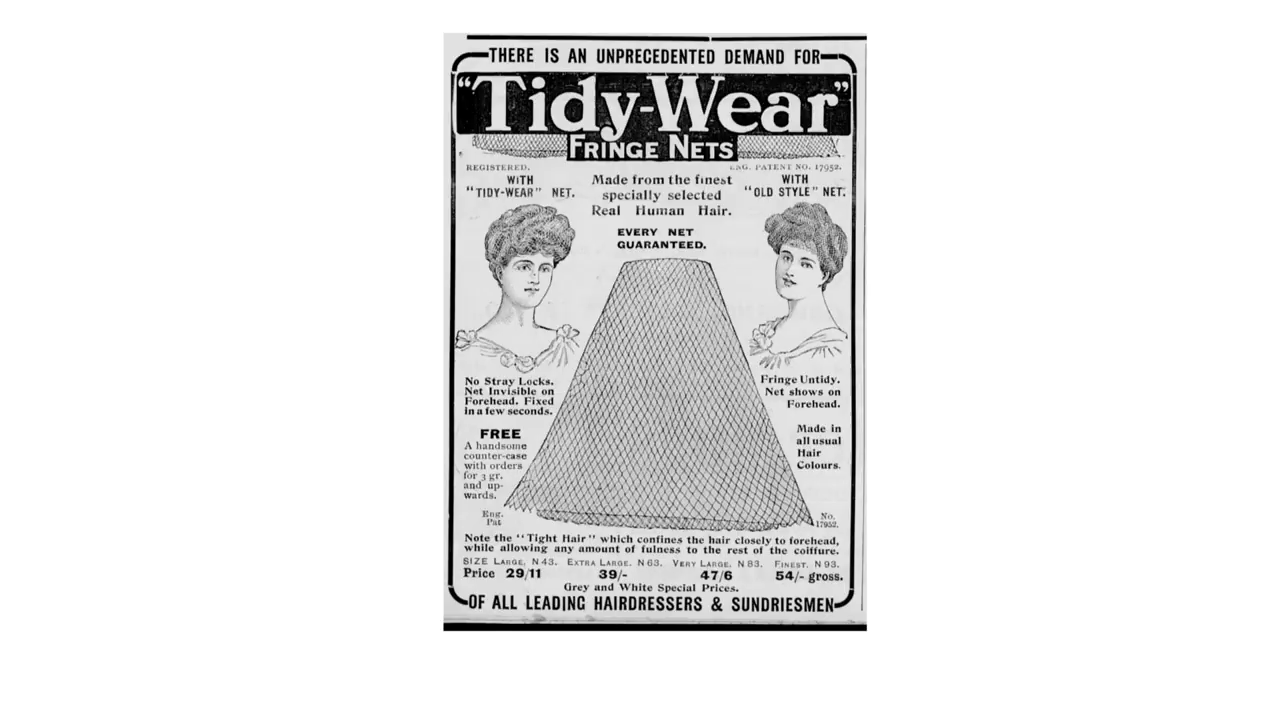 THERE IS AN UNPRECEDENTED DEMAND FOR
"Tidy-Wear"
FRINGE NETS
REGISTERED.
ENG. PATENT NO. 17952.
WITH
"TIDY-WEAR" NET.
Made from the finest
specially selected
Real Human Hair.
WITH
"OLD STYLE" NET.
EVERY NET
GUARANTEED.
No Stray Locks.
Net Invisible on
Forehead. Fixed
in a few seconds.
Fringe Untidy.
Net shows on
Forehead.
FREE
A handsome
counter-case
with orders
for 3 gr.
and up-
wards.
Made in
all usual
Hair
Colours.
Eng.
Pat
No.
17952.
Note the "Tight Hair" which confines the hair closely to forehead,
while allowing any amount of fulness to the rest of the coiffure.
SIZE LARGE, N 43. EXTRA LARGE. N 63. VERY LARGE. N 83. FINEST. N 93.
Price 29/11 39/- 47/6 54/- gross.
Grey and White Special Prices.
OF ALL LEADING HAIRDRESSERS & SUNDRIESMEN